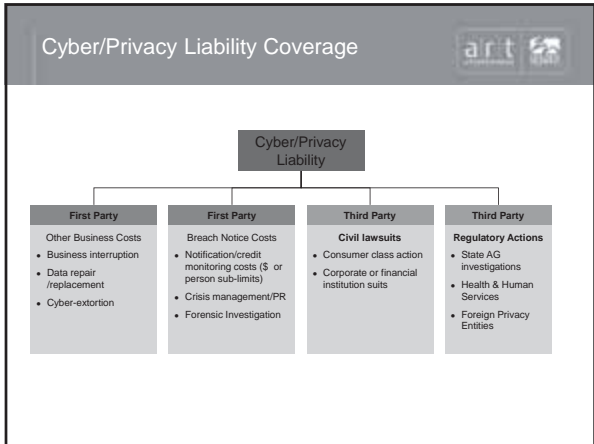 Cyber/Privacy Liability Coverage
art
Cyber/Privacy
Liability
First Party
Other Business Costs
• Business interruption
• Data repair
/replacement
• Cyber-extortion
First Party
Breach Notice Costs
• Notification/credit
monitoring costs ($ or
person sub-limits)
• Crisis management/PR
• Forensic Investigation
Third Party
Civil lawsuits
• Consumer class action
• Corporate or financial
institution suits
Third Party
Regulatory Actions
• State AG
investigations
• Health & Human
Services
• Foreign Privacy
Entities